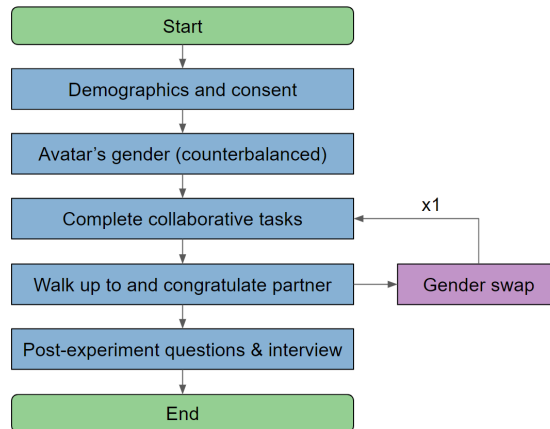 Start
Demographics and consent
Avatar's gender (counterbalanced)
Complete collaborative tasks
x1
Walk up to and congratulate partner
Gender swap
Post-experiment questions & interview
End